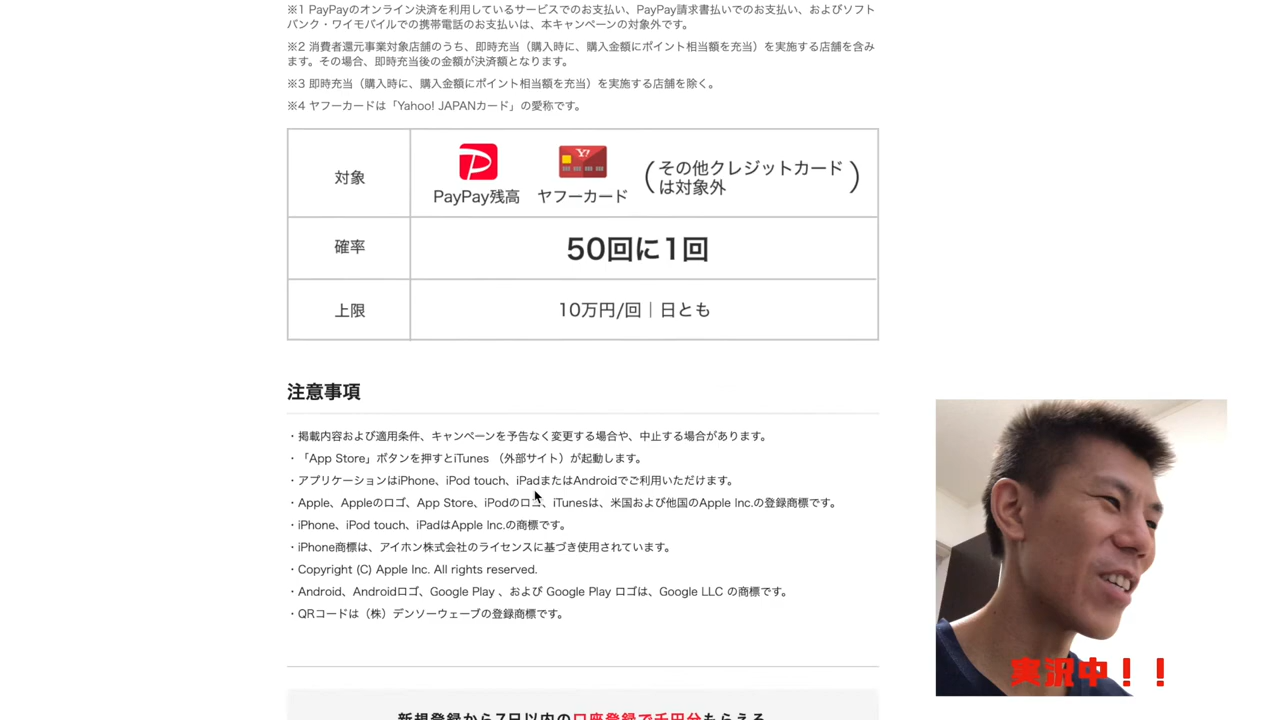 ※1 PayPayのオンライン決済を利用しているサービスでのお支払い、PayPay請求書払いでのお支払い、およびソフト
バンク・ワイモバイルでの携帯電話のお支払いは、本キャンペーンの対象外です。
※2 消費者還元事業対象店舗のうち、即時充当（購入時に、購入金額にポイント相当額を充当）を実施する店舗を含み
ます。その場合、即時充当後の金額が決済額となります。
※3 即時充当（購入時に、購入金額にポイント相当額を充当）を実施する店舗を除く。
※4 ヤフーカードは「Yahoo! JAPANカード」の愛称です。
対象
PayPay残高
Y!
ヤフーカード
（その他クレジットカード
は対象外）
確率
50回に1回
上限
10万円/回｜日とも
注意事項
・掲載内容および適用条件、キャンペーンを予告なく変更する場合や、中止する場合があります。
・「App Store」ボタンを押すとiTunes （外部サイト）が起動します。
・アプリケーションはiPhone、iPod touch、iPadまたはAndroidでご利用いただけます。
・Apple、Appleのロゴ、App Store、iPodのロゴ、iTunesは、米国および他国のApple Inc.の登録商標です。
・iPhone、iPod touch、iPadはApple Inc.の商標です。
・iPhone商標は、アイホン株式会社のライセンスに基づき使用されています。
・Copyright (C) Apple Inc. All rights reserved.
・Android、Androidロゴ、Google Play 、および Google Play ロゴは、Google LLC の商標です。
・QRコードは（株）デンソーウェーブの登録商標です。
新規登録から7日以内の口座登録で千円分もらえる
実況中！！